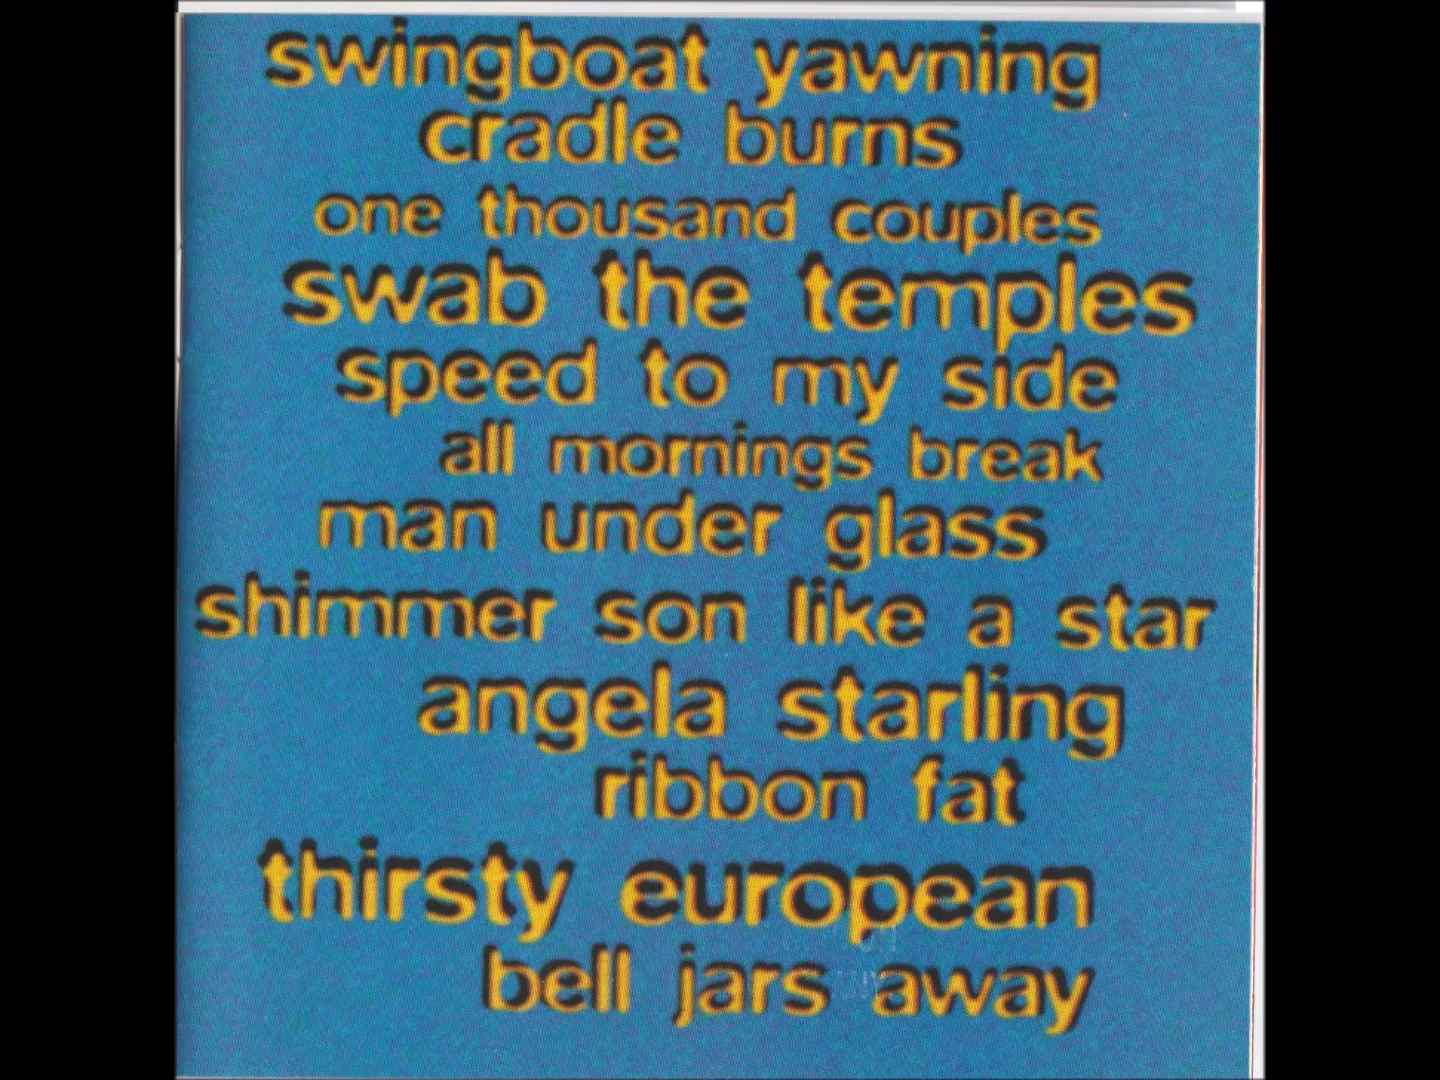 swingboat yawning
cradle burns
one thousand couples
swab the temples
speed to my side
all mornings break
man under glass
shimmer son like a star
angela starling
ribbon fat
thirsty european
bell jars away